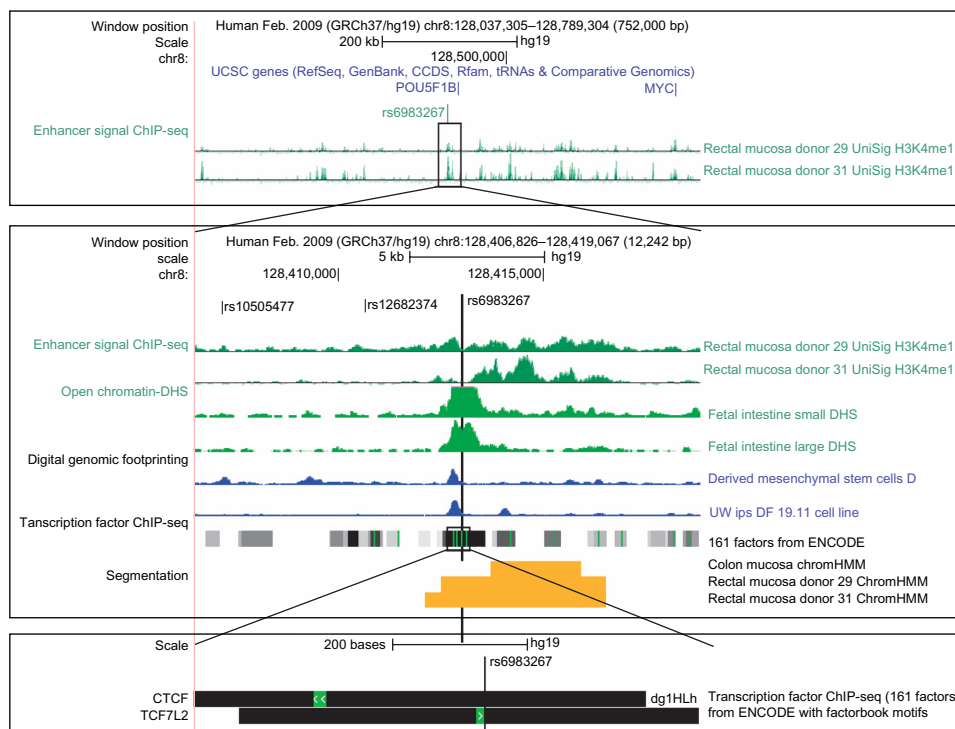 Window position Human Feb. 2009 (GRCh37/hg19) chr8:128,037,305–128,789,304 (752,000 bp)
Scale 200 kb hg19
chr8: 128,500,000
UCSC genes (RefSeq, GenBank, CCDS, Rfam, tRNAs & Comparative Genomics)
POU5F1B MYC
rs6983267
Enhancer signal ChIP-seq
Rectal mucosa donor 29 UniSig H3K4me1
Rectal mucosa donor 31 UniSig H3K4me1
Window position Human Feb. 2009 (GRCh37/hg19) chr8:128,406,826–128,419,067 (12,242 bp)
scale 5 kb hg19
chr8: 128,410,000 128,415,000
rs10505477 rs12682374 rs6983267
Enhancer signal ChIP-seq Rectal mucosa donor 29 UniSig H3K4me1
Rectal mucosa donor 31 UniSig H3K4me1
Open chromatin-DHS
Fetal intestine small DHS
Fetal intestine large DHS
Digital genomic footprinting
Derived mesenchymal stem cells D
UW ips DF 19.11 cell line
Transcription factor ChIP-seq
161 factors from ENCODE
Colon mucosa chromHMM
Segmentation Rectal mucosa donor 29 ChromHMM
Rectal mucosa donor 31 ChromHMM
Scale 200 bases hg19
rs6983267
CTCF << dg1HLh Transcription factor ChIP-seq (161 factors
TCF7L2 > from ENCODE with factorbook motifs